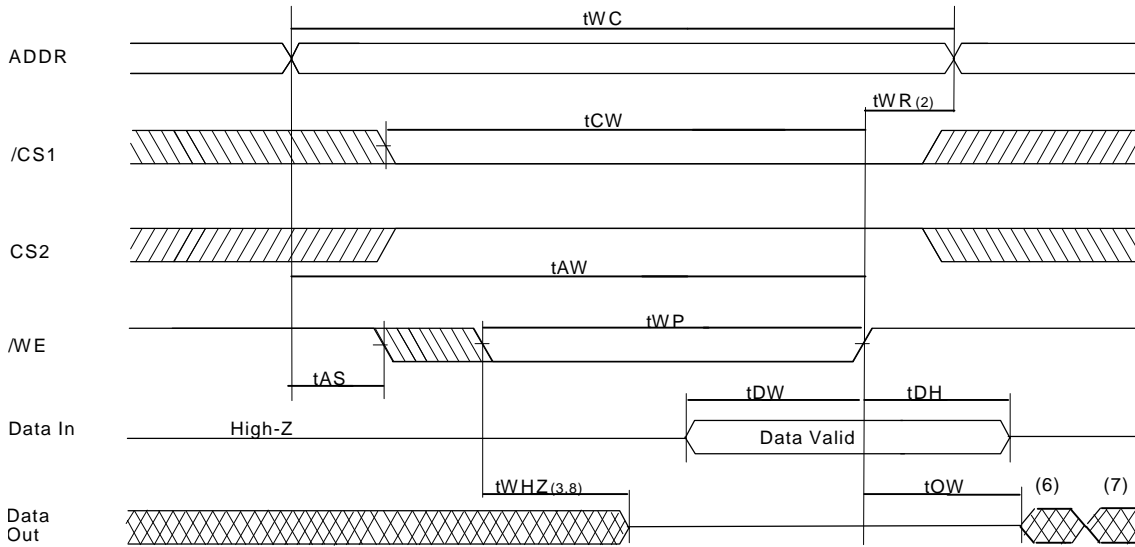 tWC
ADDR
tWR(2)
tCW
/CS1
CS2
tAW
tWP
/WE
tAS
tDW
tDH
Data In
High-Z
Data Valid
tWHZ(3,8)
tOW
(6)
(7)
Data
Out